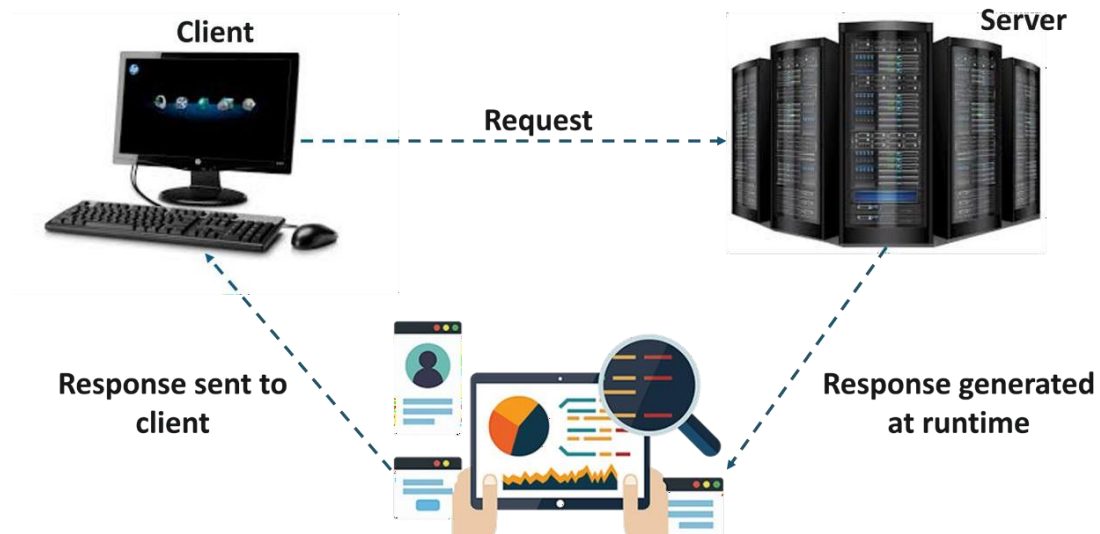 Client
Server
Request
Response sent to
client
Response generated
at runtime